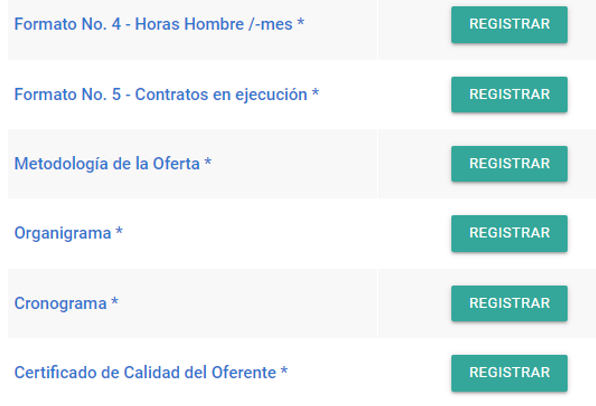 Formato No. 4 - Horas Hombre /-mes * REGISTRAR
Formato No. 5 - Contratos en ejecución * REGISTRAR
Metodología de la Oferta * REGISTRAR
Organigrama * REGISTRAR
Cronograma * REGISTRAR
Certificado de Calidad del Oferente * REGISTRAR